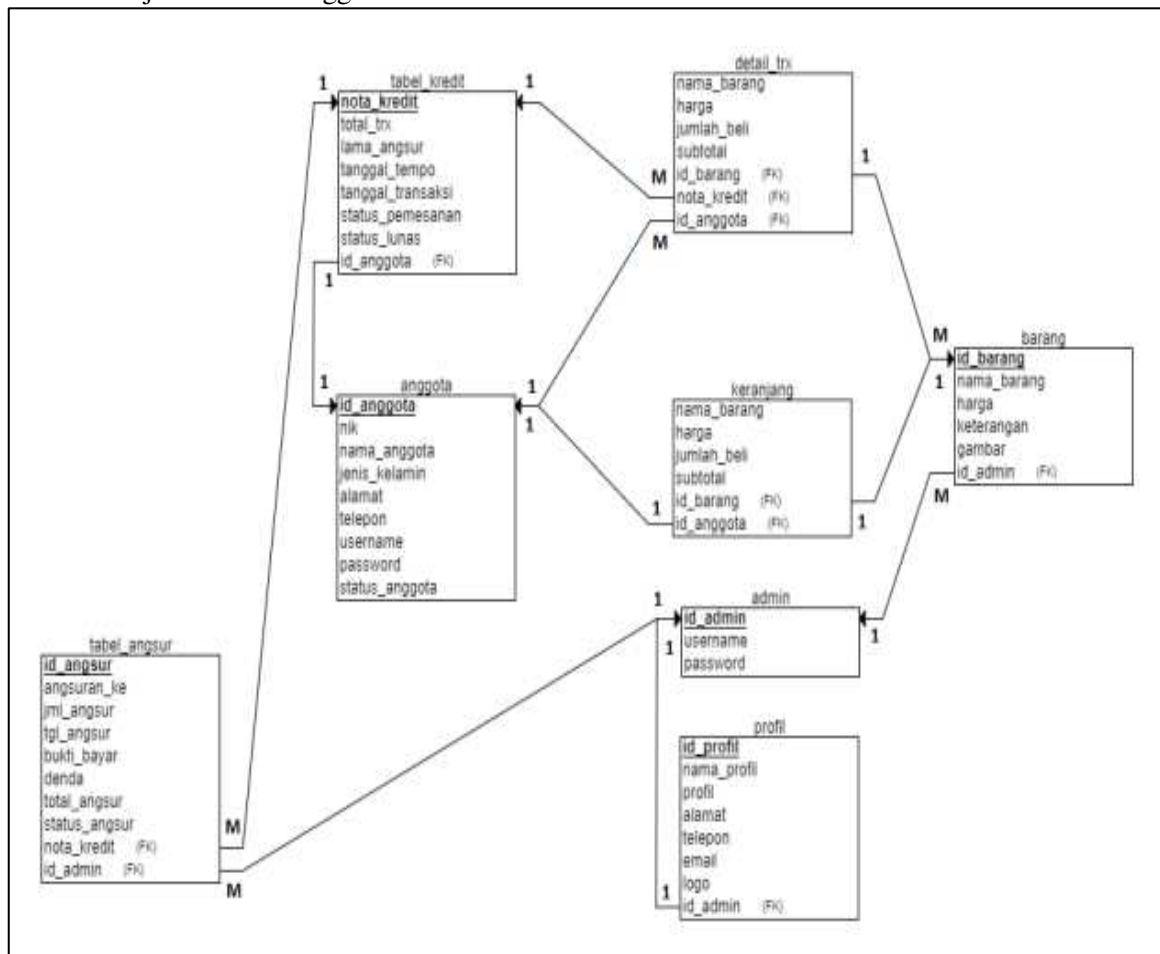 tabel_kredit
nota_kredit
total_trx
lama_angsur
tanggal_tempo
tanggal_transaksi
status_pemesanan
status_lunas
id_anggota (FK)
1
1
1
detail_trx
nama_barang
harga
jumlah_beli
subtotal
id_barang (FK)
nota_kredit (FK)
id_anggota (FK)
1
M
M
anggota
id_anggota
nik
nama_anggota
jenis_kelamin
alamat
telepon
username
password
status_anggota
1
1
1
keranjang
nama_barang
harga
jumlah_beli
subtotal
id_barang (FK)
id_anggota (FK)
1
1
barang
id_barang
nama_barang
harga
keterangan
gambar
id_admin (FK)
M
1
M
admin
id_admin
username
password
1
1
1
tabel_angsur
id_angsur
angsuran_ke
jml_angsur
tgl_angsur
bukti_bayar
denda
total_angsur
status_angsur
nota_kredit (FK)
id_admin (FK)
M
M
profil
id_profil
nama_profil
profil
alamat
telepon
email
logo
id_admin (FK)
1